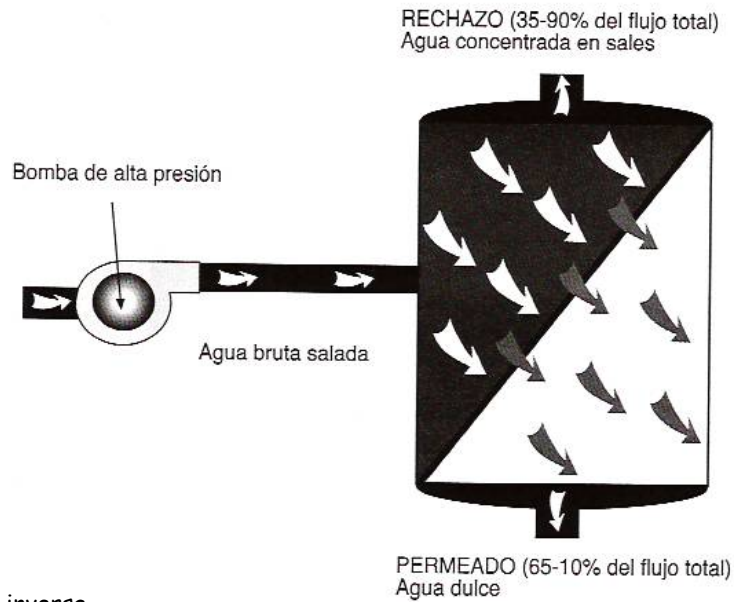 RECHAZO (35-90% del flujo total)
Agua concentrada en sales
Bomba de alta presión
Agua bruta salada
PERMEADO (65-10% del flujo total)
Agua dulce